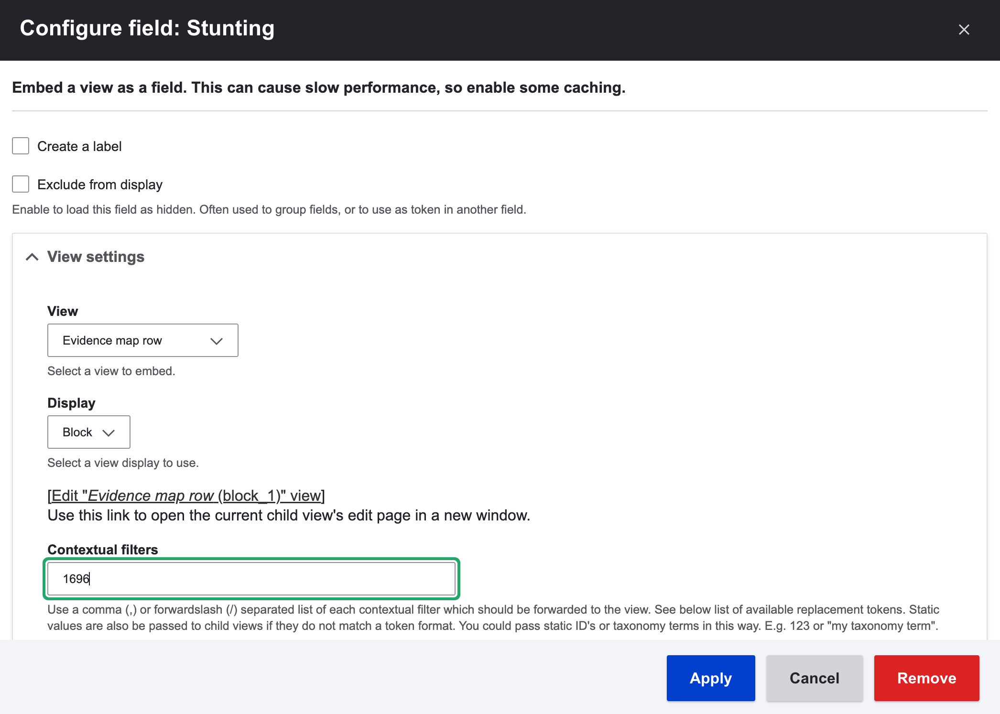 Configure field: Stunting
Embed a view as a field. This can cause slow performance, so enable some caching.
Create a label
Exclude from display
Enable to load this field as hidden. Often used to group fields, or to use as token in another field.
View settings
View
Evidence map row
Select a view to embed.
Display
Block
Select a view display to use.
[Edit "Evidence map row (block_1)" view]
Use this link to open the current child view's edit page in a new window.
Contextual filters
1696
Use a comma (,) or forwardslash (/) separated list of each contextual filter which should be forwarded to the view. See below list of available replacement tokens. Static
values are also be passed to child views if they do not match a token format. You could pass static ID's or taxonomy terms in this way. E.g. 123 or "my taxonomy term".
Apply
Cancel
Remove